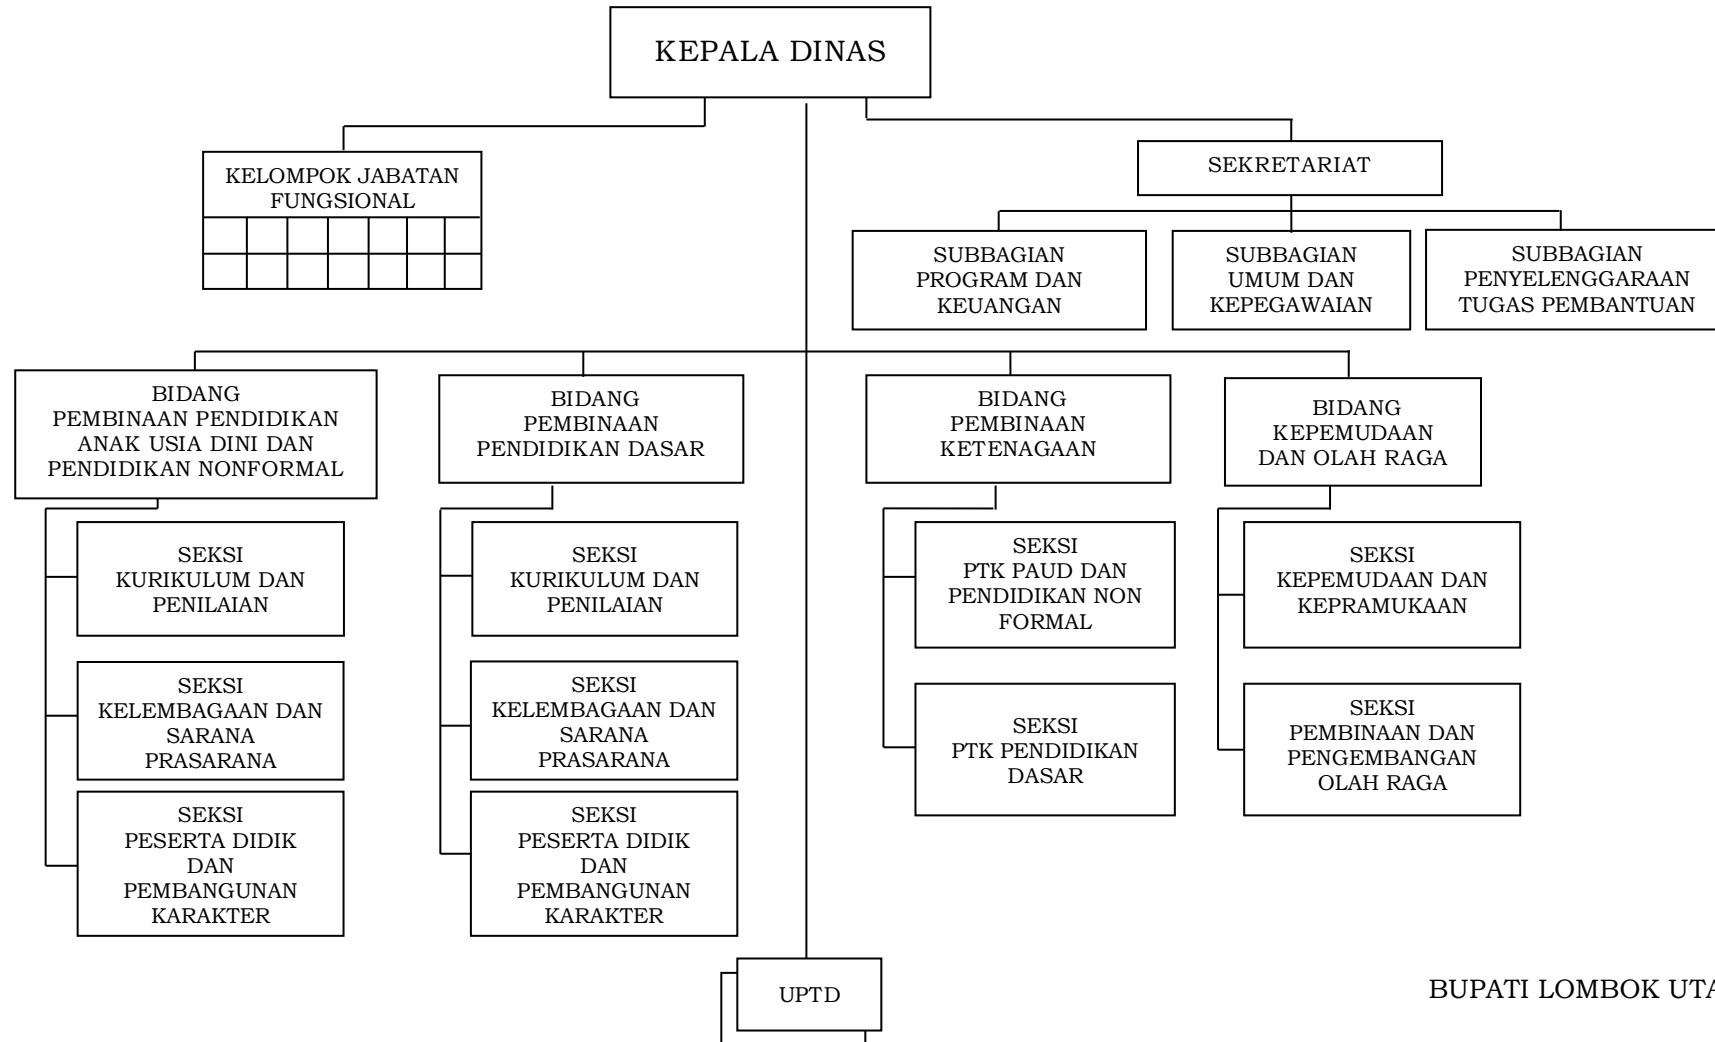 KEPALA DINAS
KELOMPOK JABATAN
FUNGSIONAL
SEKRETARIAT
SUBBAGIAN
PROGRAM DAN
KEUANGAN
SUBBAGIAN
UMUM DAN
KEPEGAWAIAN
SUBBAGIAN
PENYELENGGARAAN
TUGAS PEMBANTUAN
BIDANG
PEMBINAAN PENDIDIKAN
ANAK USIA DINI DAN
PENDIDIKAN NONFORMAL
BIDANG
PEMBINAAN
PENDIDIKAN DASAR
BIDANG
PEMBINAAN
KETENAGAAN
BIDANG
KEPEMUDAAN
DAN OLAH RAGA
SEKSI
KURIKULUM DAN
PENILAIAN
SEKSI
KELEMBAGAAN DAN
SARANA
PRASARANA
SEKSI
PESERTA DIDIK
DAN
PEMBANGUNAN
KARAKTER
SEKSI
KURIKULUM DAN
PENILAIAN
SEKSI
KELEMBAGAAN DAN
SARANA
PRASARANA
SEKSI
PESERTA DIDIK
DAN
PEMBANGUNAN
KARAKTER
SEKSI
PTK PAUD DAN
PENDIDIKAN NON
FORMAL
SEKSI
PTK PENDIDIKAN
DASAR
SEKSI
KEPEMUDAAN DAN
KEPRAMUKAAN
SEKSI
PEMBINAAN DAN
PENGEMBANGAN
OLAH RAGA
UPTD
BUPATI LOMBOK UTA